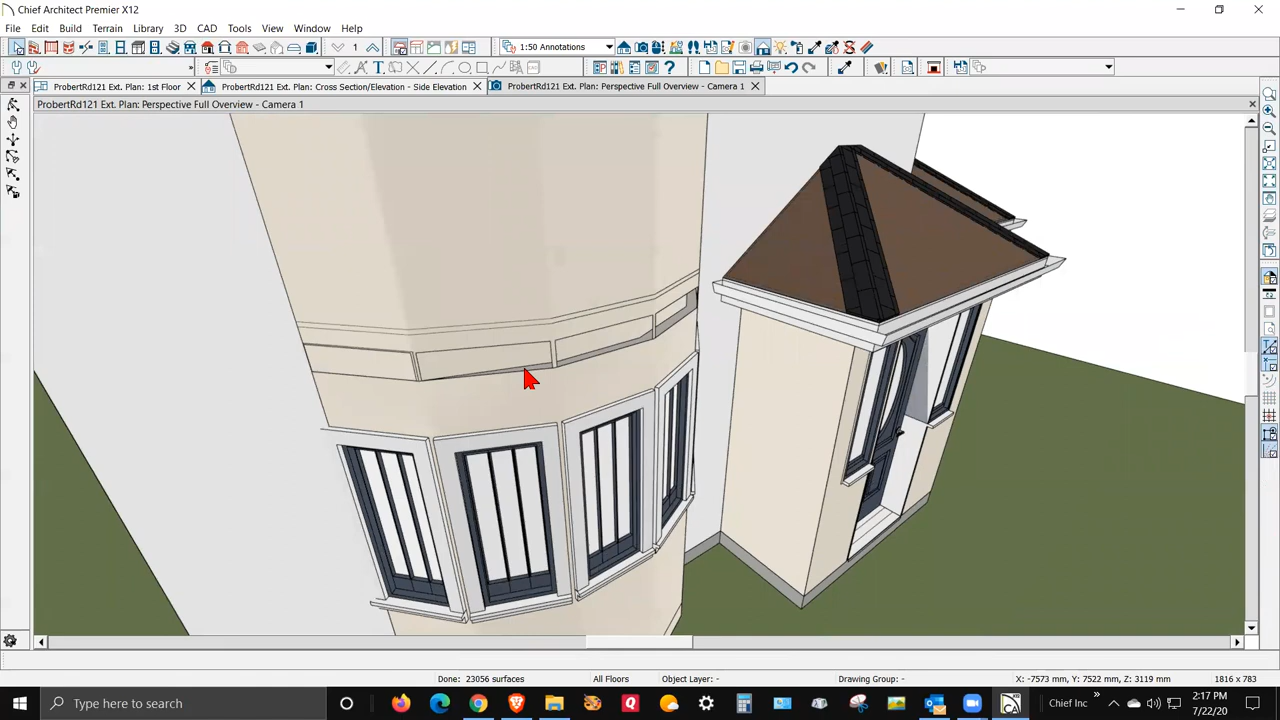 Chief Architect Premier X12
File Edit Build Terrain Library 3D CAD Tools Window Help
1:50 Annotations
ProbertRd121 Ext. Plan: 1st Floor ProbertRd121 Ext. Plan: Cross Section/Elevation - Side Elevation ProbertRd121 Ext. Plan: Perspective Full Overview - Camera 1
ProbertRd121 Ext. Plan: Perspective Full Overview - Camera 1
Done: 23056 surfaces All Floors Object Layer: - Drawing Group: - X: -7573 mm, Y: 7522 mm, Z: 3119 mm 1816 x 783
Type here to search
Chief Inc
2:17 PM
7/22/20